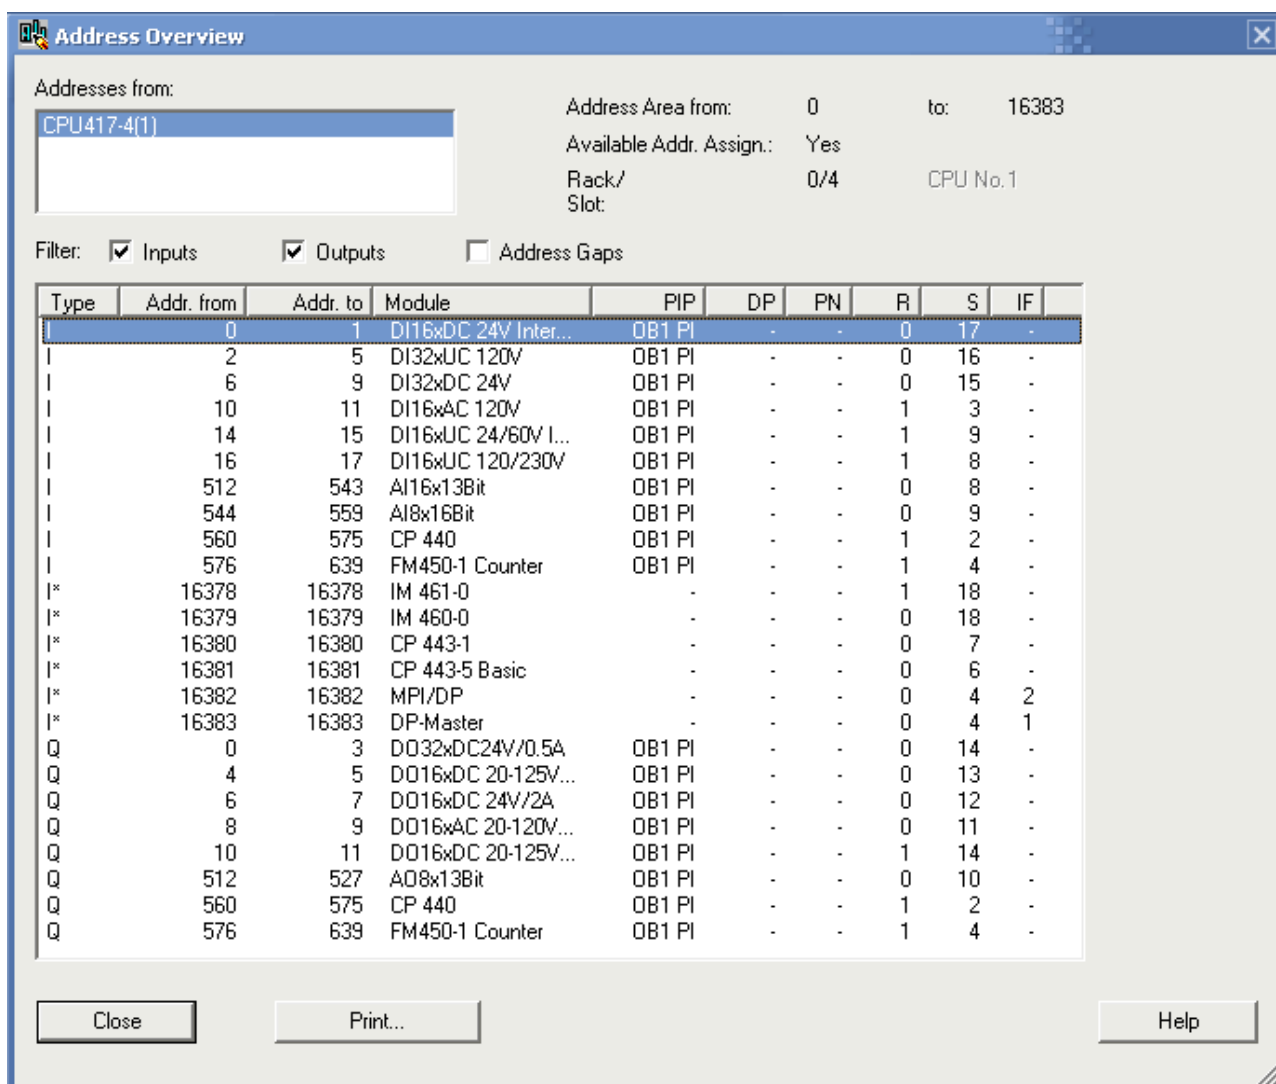 Address Overview
Addresses from:
CPU417-4(1)
Address Area from: 0 to: 16383
Available Addr. Assign.: Yes
Rack/ 0/4 CPU No.1
Slot:
Filter: Inputs Outputs Address Gaps
Type Addr. from Addr. to Module PIP DP PN R S IF
I 0 1 DI16xDC 24V Inter... OB1 PI - - 0 17 -
I 2 5 DI32xUC 120V OB1 PI - - 0 16 -
I 6 9 DI32xDC 24V OB1 PI - - 0 15 -
I 10 11 DI16xAC 120V OB1 PI - - 1 3 -
I 14 15 DI16xUC 24/60V I... OB1 PI - - 1 9 -
I 16 17 DI16xUC 120/230V OB1 PI - - 1 8 -
I 512 543 AI16x13Bit OB1 PI - - 0 8 -
I 544 559 AI8x16Bit OB1 PI - - 0 9 -
I 560 575 CP 440 OB1 PI - - 1 2 -
I 576 639 FM450-1 Counter OB1 PI - - 1 4 -
I* 16378 16378 IM 461-0 - - - 1 18 -
I* 16379 16379 IM 460-0 - - - 0 18 -
I* 16380 16380 CP 443-1 - - - 0 7 -
I* 16381 16381 CP 443-5 Basic - - - 0 6 -
I* 16382 16382 MPI/DP - - - 0 4 2
I* 16383 16383 DP-Master - - - 0 4 1
Q 0 3 DO32xDC24V/0.5A OB1 PI - - 0 14 -
Q 4 5 DO16xDC 20-125V... OB1 PI - - 0 13 -
Q 6 7 DO16xDC 24V/2A OB1 PI - - 0 12 -
Q 8 9 DO16xAC 20-120V... OB1 PI - - 0 11 -
Q 10 11 DO16xDC 20-125V... OB1 PI - - 1 14 -
Q 512 527 AO8x13Bit OB1 PI - - 0 10 -
Q 560 575 CP 440 OB1 PI - - 1 2 -
Q 576 639 FM450-1 Counter OB1 PI - - 1 4 -
Close Print... Help